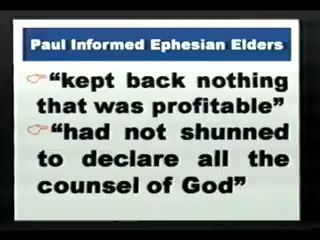 Paul Informed Ephesian Elders
“kept back nothing
that was profitable”
“had not shunned
to declare all the
counsel of God”